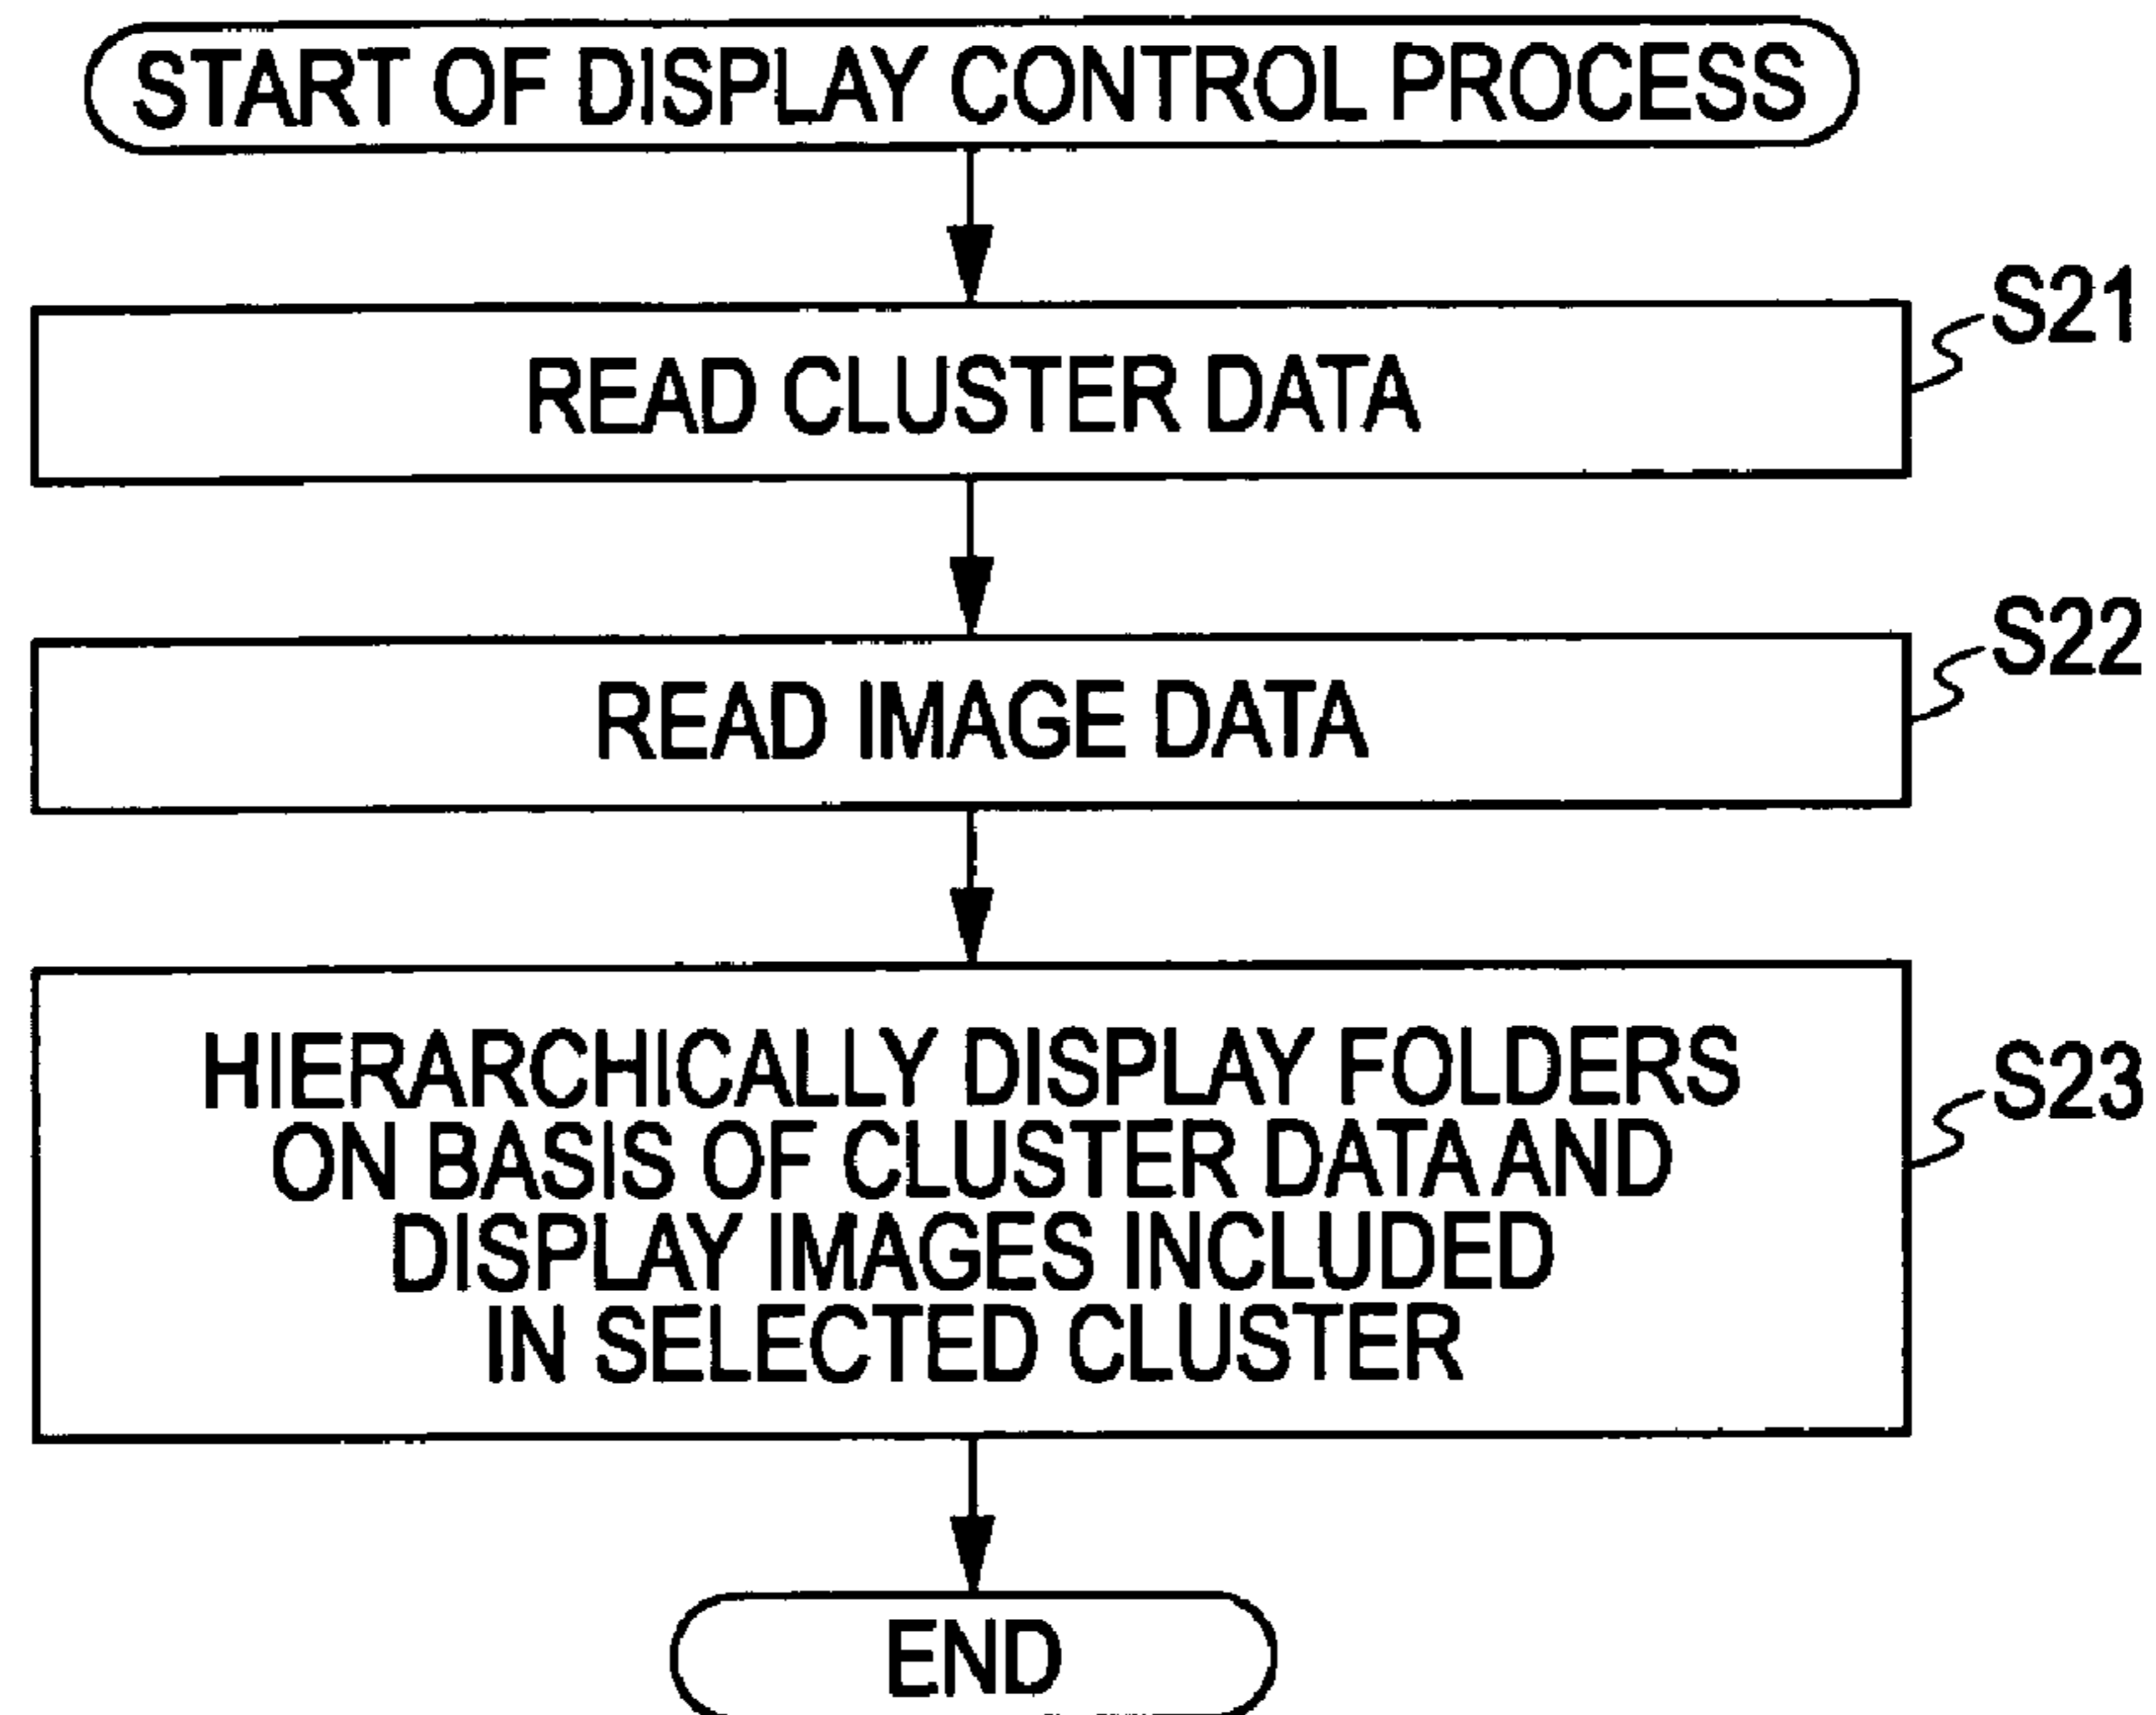 START OF DISPLAY CONTROL PROCESS
S21
READ CLUSTER DATA
S22
READ IMAGE DATA
S23
HIERARCHICALLY DISPLAY FOLDERS
ON BASIS OF CLUSTER DATA AND
DISPLAY IMAGES INCLUDED
IN SELECTED CLUSTER
END